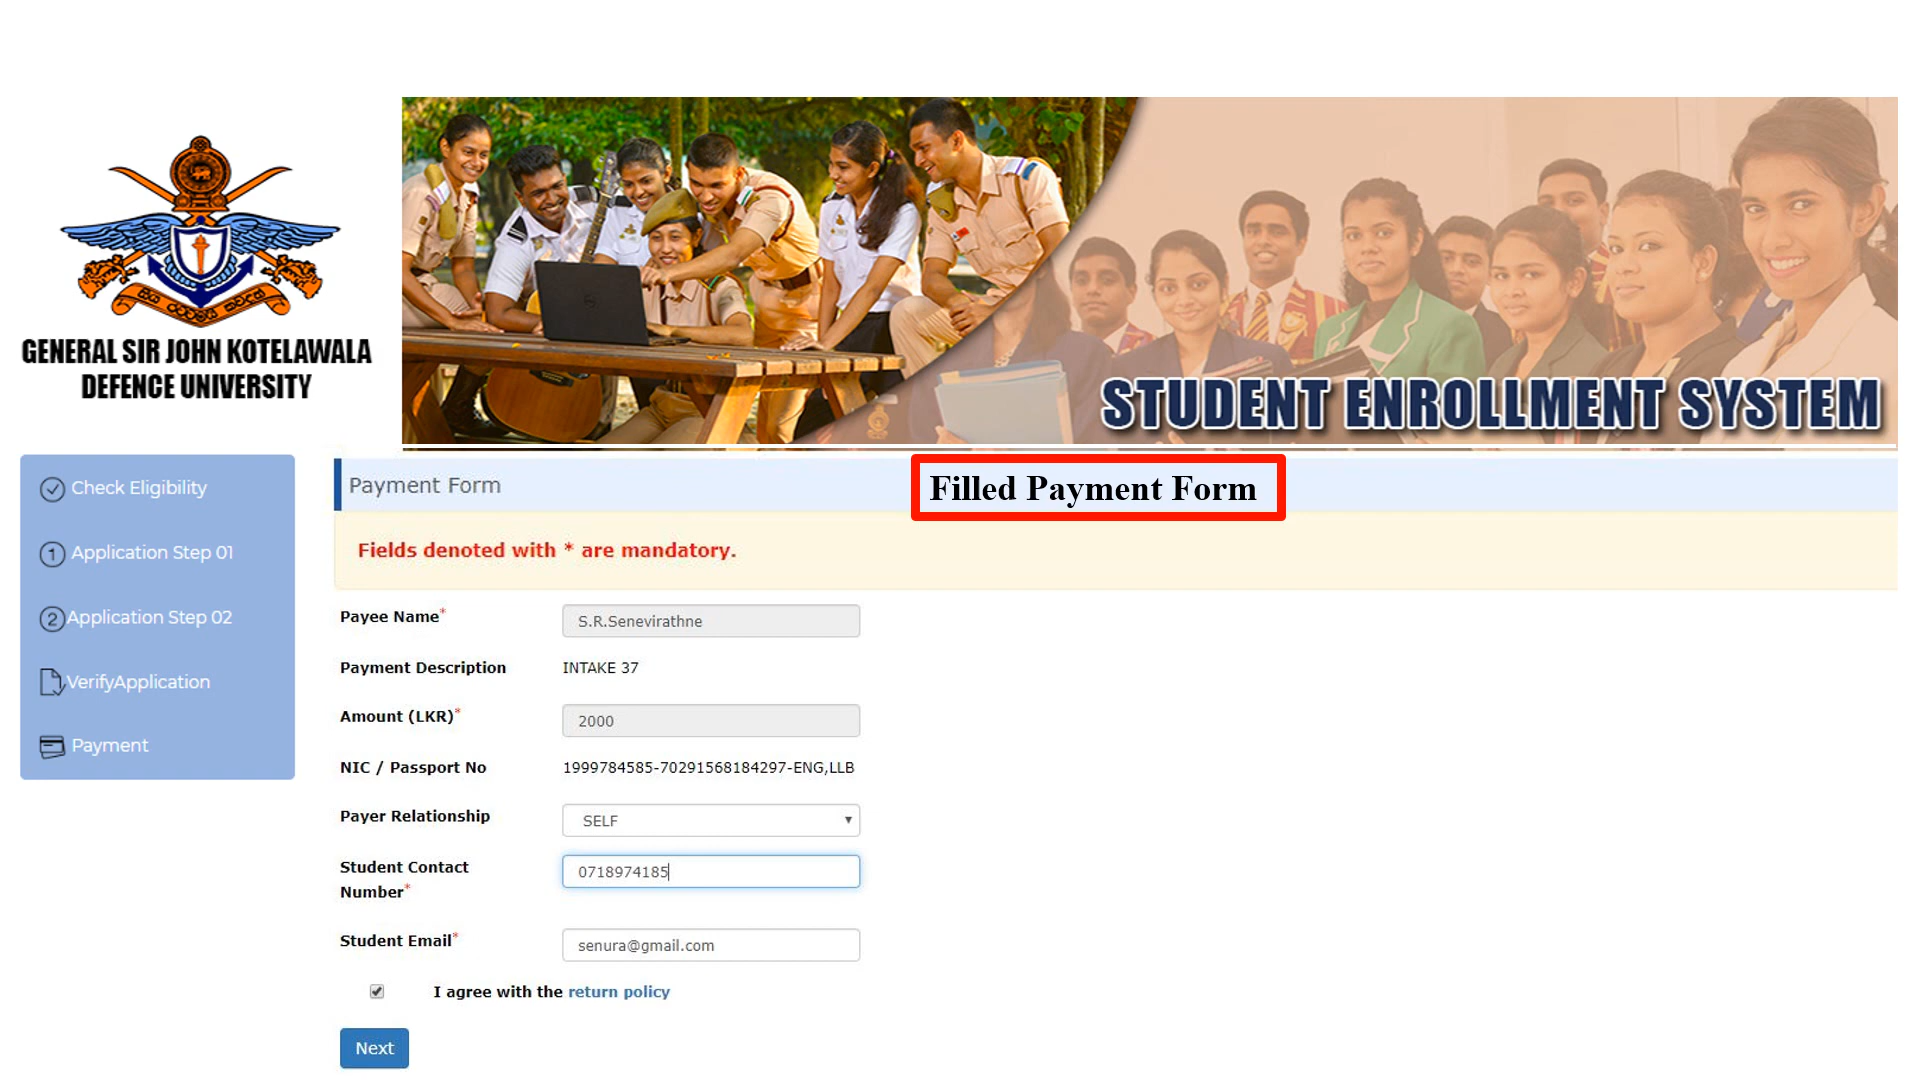 GENERAL SIR JOHN KOTELAWALA
DEFENCE UNIVERSITY
STUDENT ENROLLMENT SYSTEM
Check Eligibility
1 Application Step 01
2 Application Step 02
VerifyApplication
Payment
Payment Form
Filled Payment Form
Fields denoted with * are mandatory.
Payee Name* S.R.Senevirathne
Payment Description INTAKE 37
Amount (LKR)* 2000
NIC / Passport No 1999784585-70291568184297-ENG,LLB
Payer Relationship SELF
Student Contact
Number* 0718974185
Student Email* senura@gmail.com
I agree with the return policy
Next